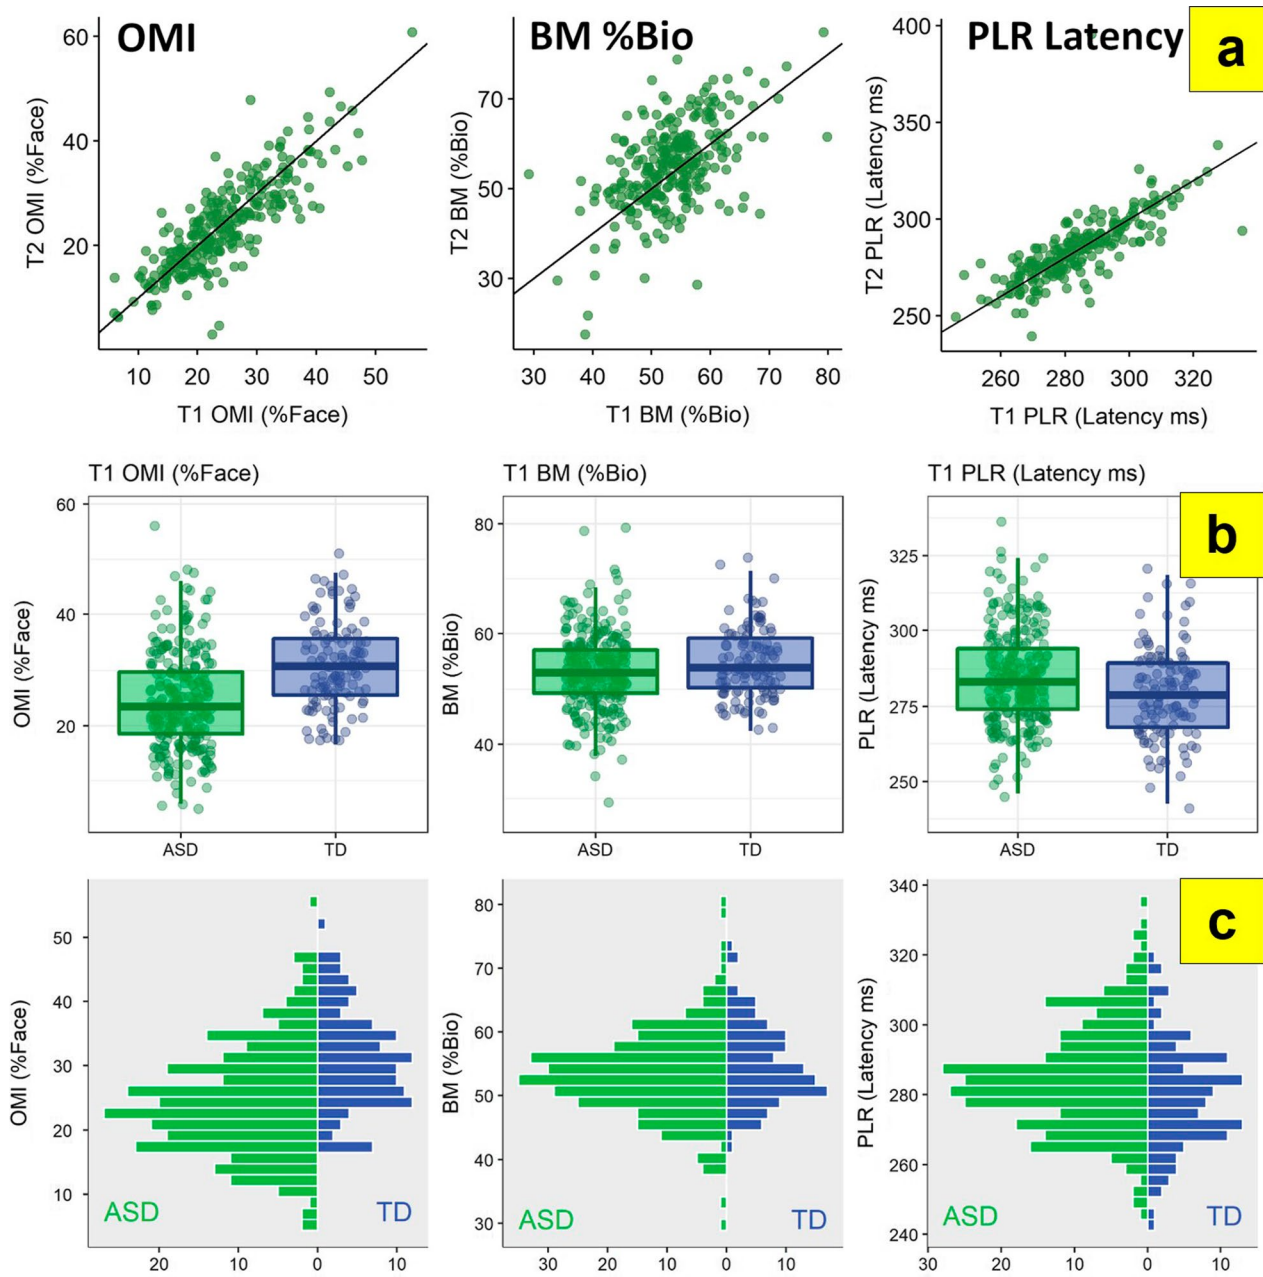 OMI
BM %Bio
PLR Latency
a
T2 OMI (%Face)
60
40
20
10 20 30 40 50
T1 OMI (%Face)
T2 BM (%Bio)
70
50
30
30 40 50 60 70 80
T1 BM (%Bio)
T2 PLR (Latency ms)
400
350
300
250
260 280 300 320
T1 PLR (Latency ms)
T1 OMI (%Face)
T1 BM (%Bio)
T1 PLR (Latency ms)
b
OMI (%Face)
60
40
20
ASD TD
BM (%Bio)
80
60
40
ASD TD
PLR (Latency ms)
325
300
275
250
ASD TD
c
OMI (%Face)
50
40
30
20
10
ASD TD
20 10 0 10
BM (%Bio)
80
70
60
50
40
30
ASD TD
30 20 10 0 10
PLR (Latency ms)
340
320
300
280
260
240
ASD TD
30 20 10 0 10